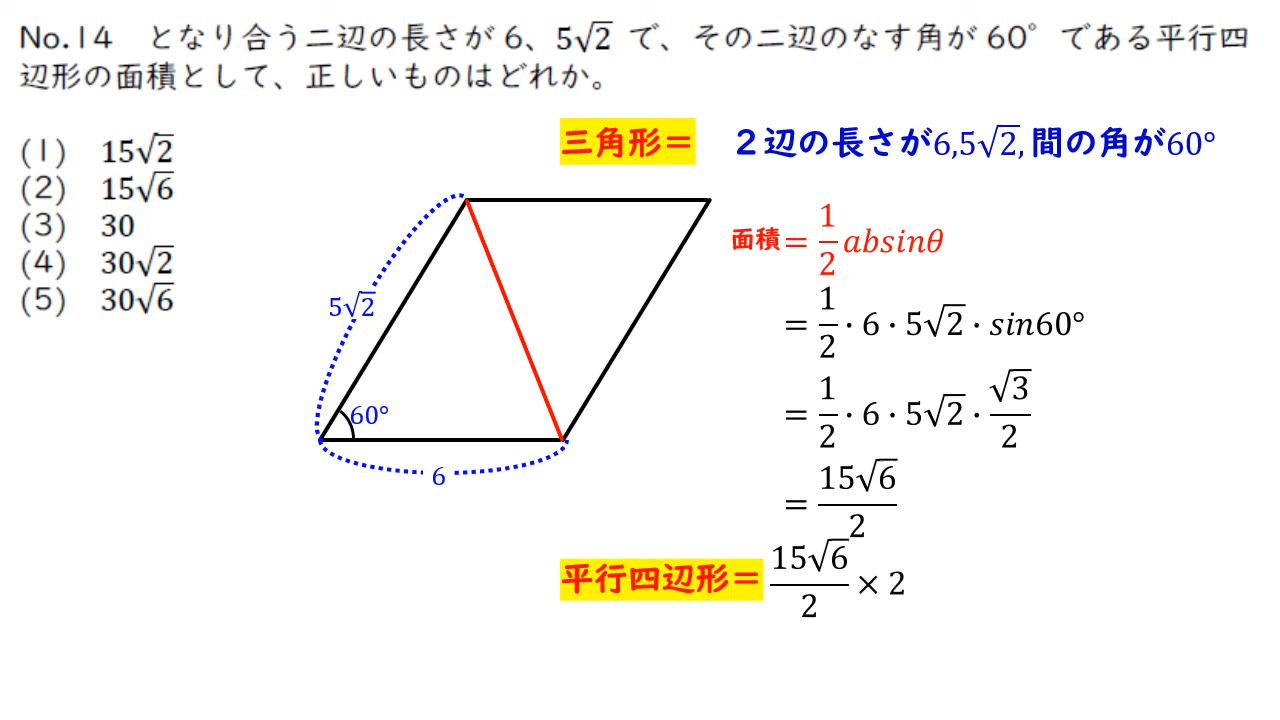 No.14　となり合う二辺の長さが 6、5√2 で、その二辺のなす角が 60°である平行四
辺形の面積として、正しいものはどれか。
(1)　15√2
(2)　15√6
(3)　30
(4)　30√2
(5)　30√6
三角形＝　２辺の長さが6,5√2, 間の角が60°
5√2
60°
6
面積 = 1/2 absinθ
= 1/2 · 6 · 5√2 · sin60°
= 1/2 · 6 · 5√2 · √3/2
= 15√6/2
平行四辺形＝ 15√6/2 × 2